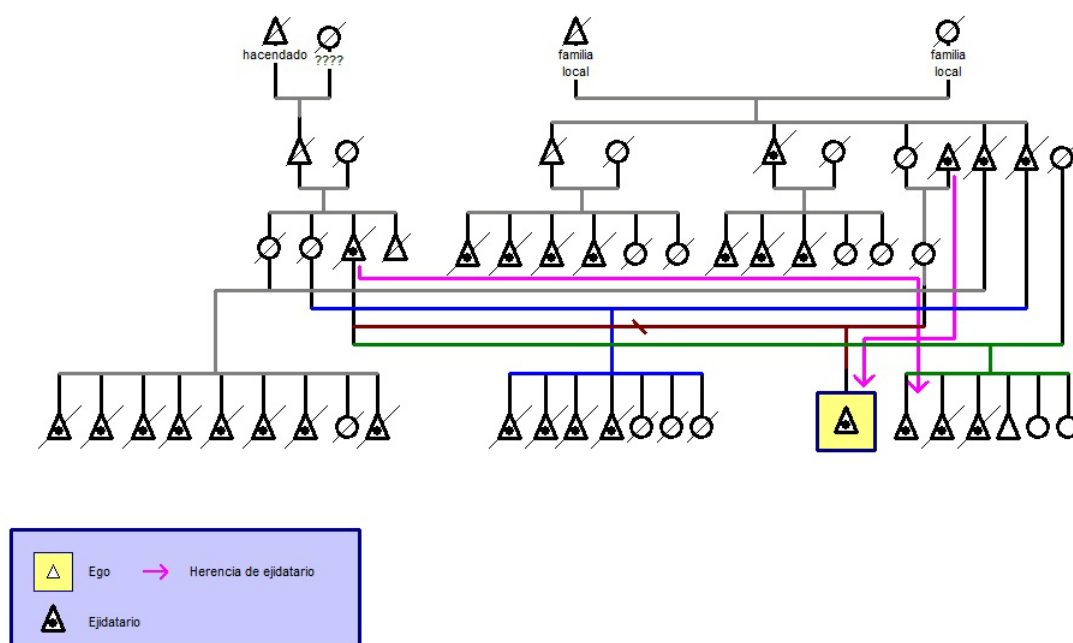 hacendado
????
familia
local
familia
local
Ego
Herencia de ejidatario
Ejidatario